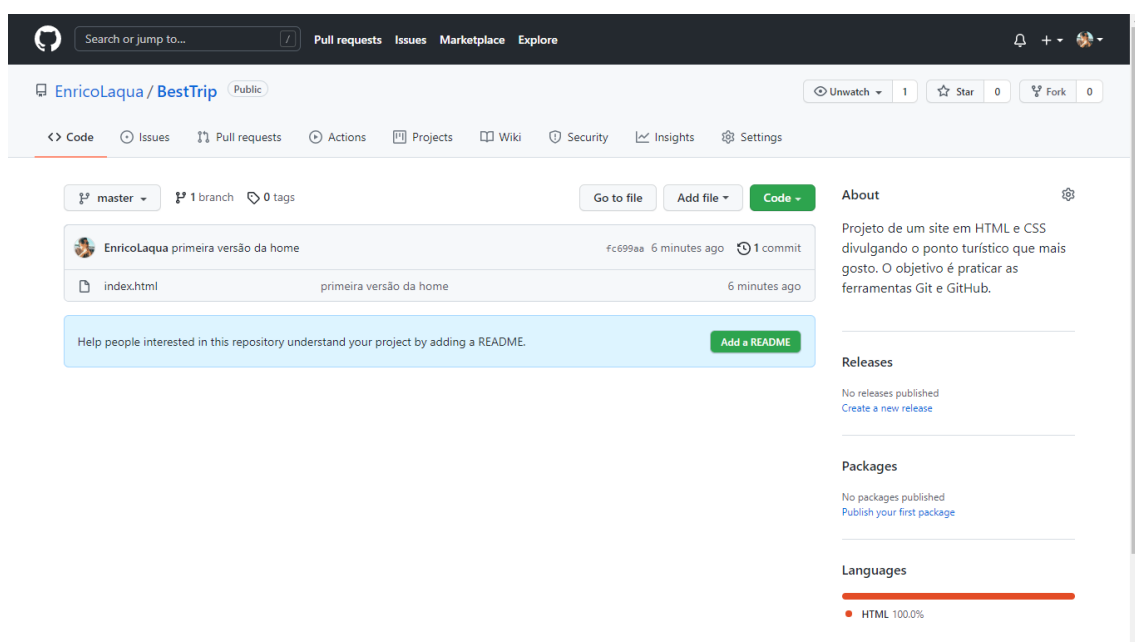 Search or jump to... /
Pull requests Issues Marketplace Explore
EnricoLaqua / BestTrip Public
Unwatch 1 Star 0 Fork 0
Code Issues Pull requests Actions Projects Wiki Security Insights Settings
master 1 branch 0 tags
Go to file Add file Code
EnricoLaqua primeira versão da home fc699aa 6 minutes ago 1 commit
index.html primeira versão da home 6 minutes ago
Help people interested in this repository understand your project by adding a README. Add a README
About
Projeto de um site em HTML e CSS
divulgando o ponto turístico que mais
gosto. O objetivo é praticar as
ferramentas Git e GitHub.
Releases
No releases published
Create a new release
Packages
No packages published
Publish your first package
Languages
HTML 100.0%